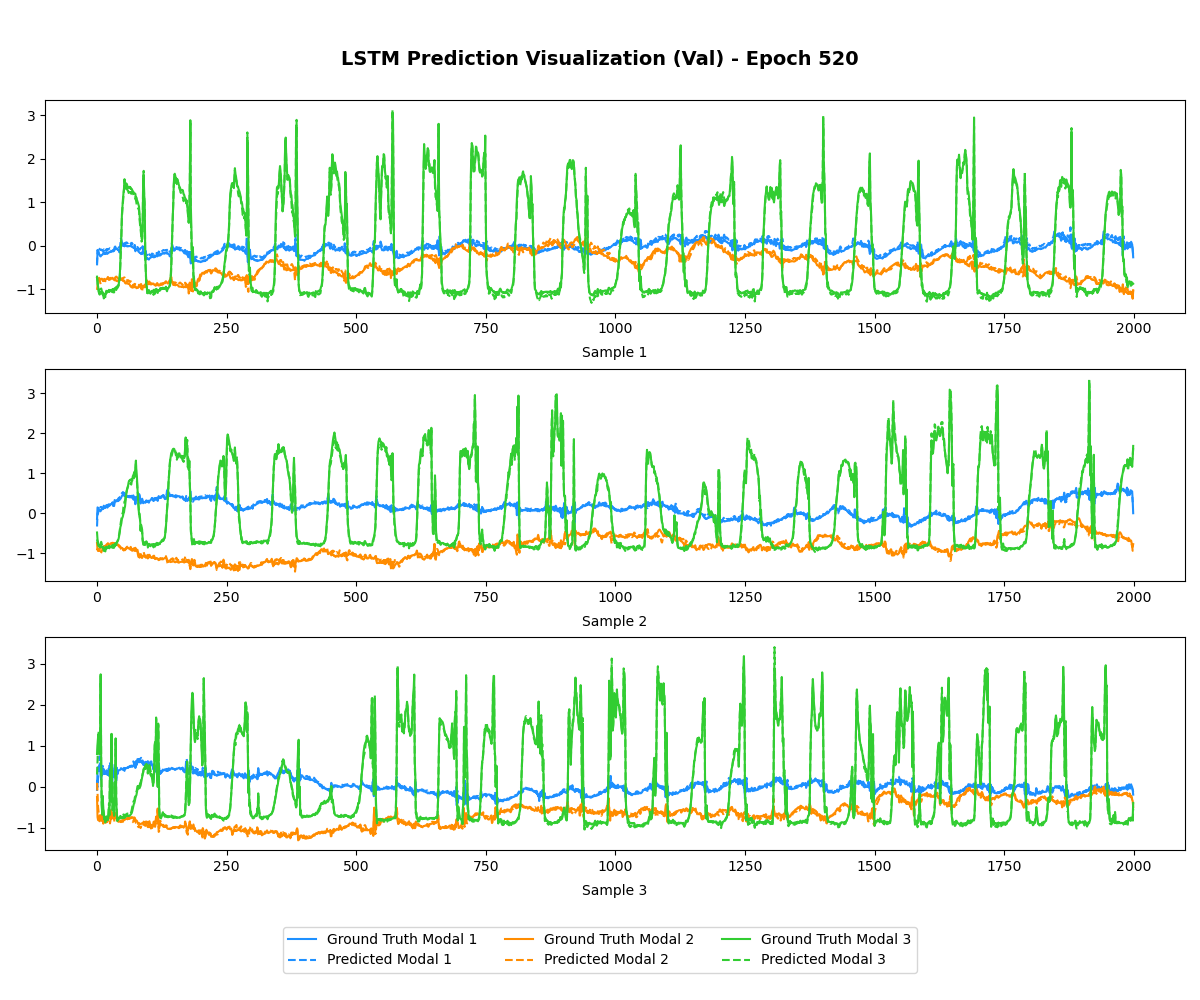 LSTM Prediction Visualization (Val) - Epoch 520
3
2
1
0
−1
0 250 500 750 1000 1250 1500 1750 2000
Sample 1
3
2
1
0
−1
0 250 500 750 1000 1250 1500 1750 2000
Sample 2
3
2
1
0
−1
0 250 500 750 1000 1250 1500 1750 2000
Sample 3
Ground Truth Modal 1 Ground Truth Modal 2 Ground Truth Modal 3
Predicted Modal 1 Predicted Modal 2 Predicted Modal 3